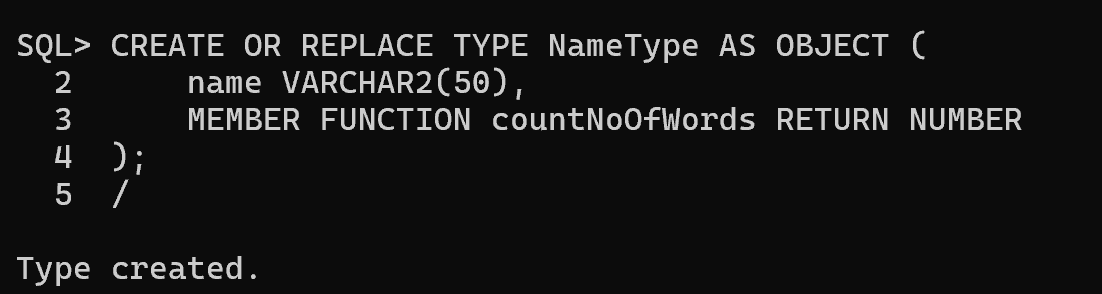 SQL> CREATE OR REPLACE TYPE NameType AS OBJECT (
  2      name VARCHAR2(50),
  3      MEMBER FUNCTION countNoOfWords RETURN NUMBER
  4  );
  5  /
Type created.